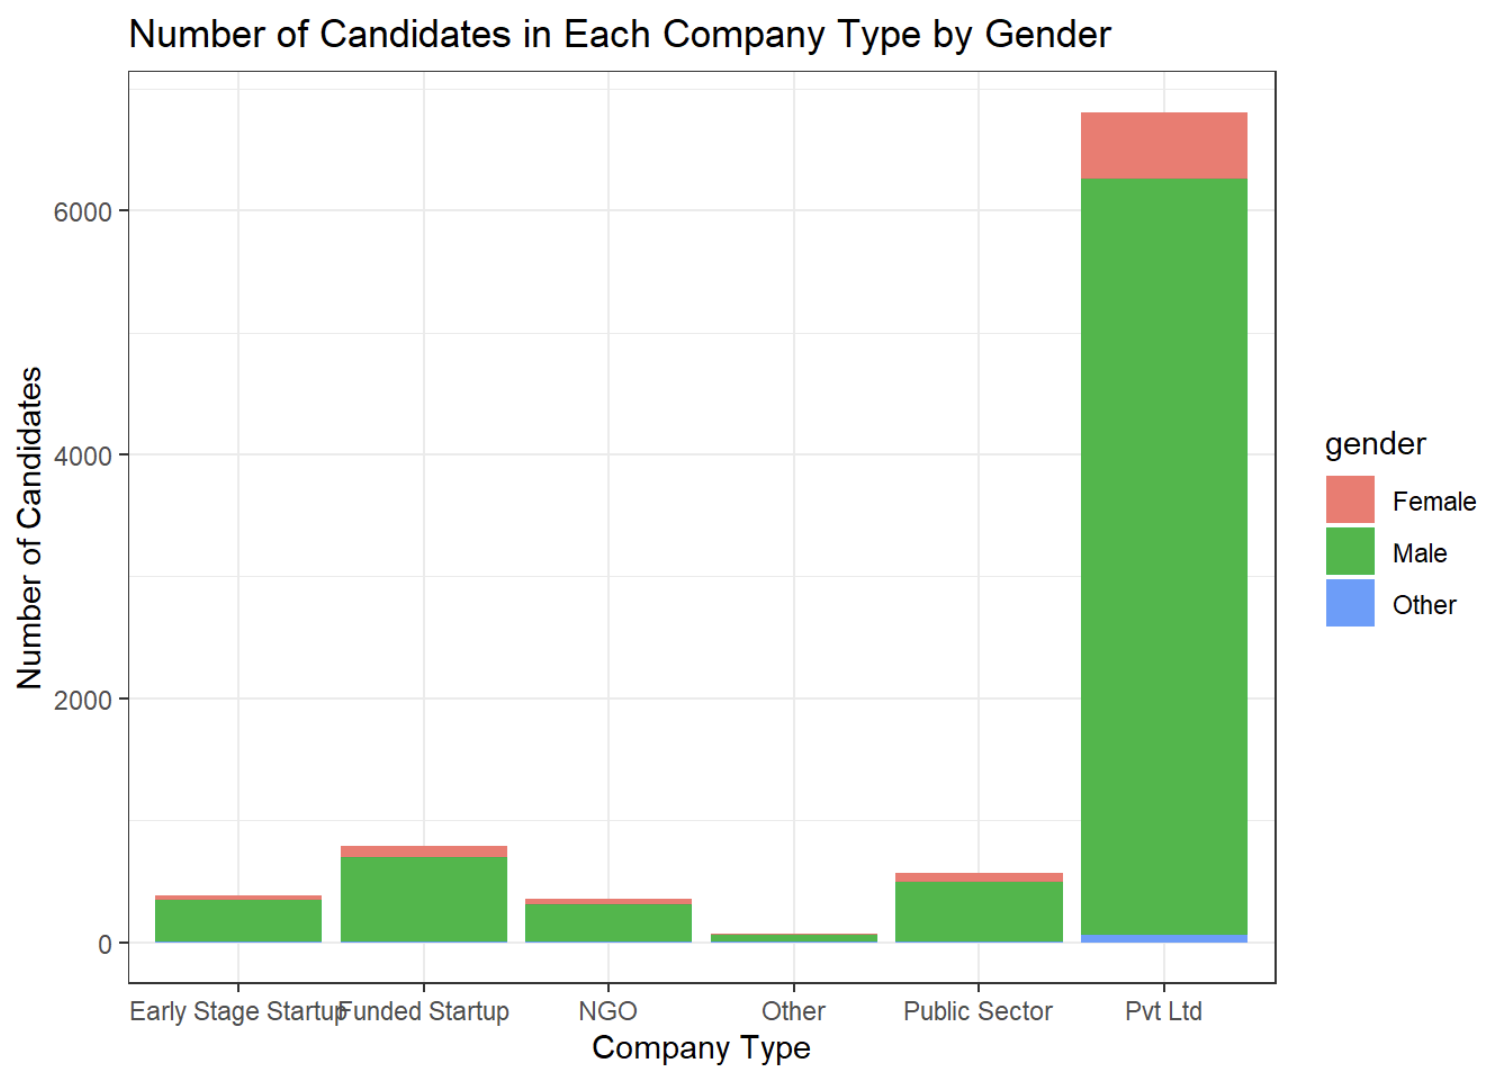 Number of Candidates in Each Company Type by Gender
Number of Candidates
6000
4000
2000
0
Early Stage Startup
Funded Startup
NGO
Other
Public Sector
Pvt Ltd
Company Type
gender
Female
Male
Other